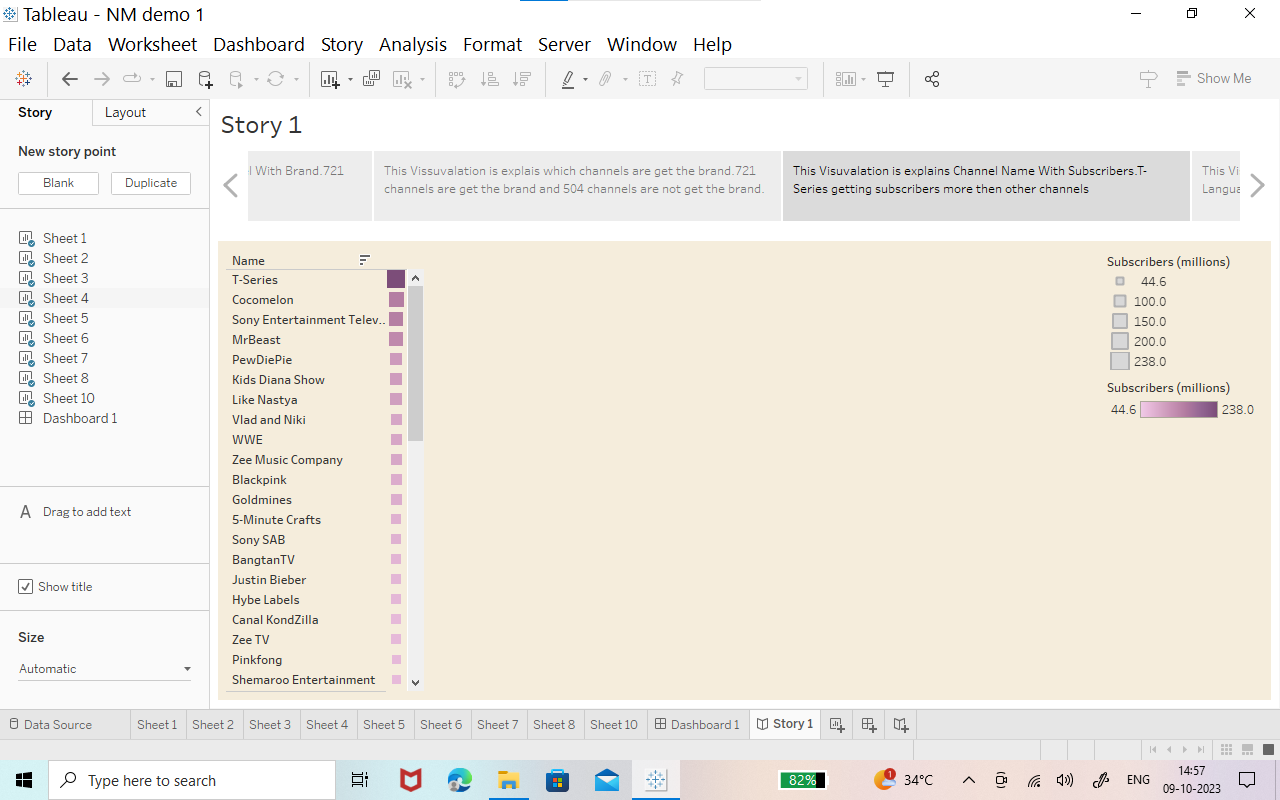 Tableau - NM demo 1
File Data Worksheet Dashboard Story Analysis Format Server Window Help
Show Me
Story Layout
New story point
Blank Duplicate
Sheet 1
Sheet 2
Sheet 3
Sheet 4
Sheet 5
Sheet 6
Sheet 7
Sheet 8
Sheet 10
Dashboard 1
A Drag to add text
Show title
Size
Automatic
Story 1
With Brand.721
This Vissuvalation is explais which channels are get the brand.721
channels are get the brand and 504 channels are not get the brand.
This Visuvalation is explains Channel Name With Subscribers.T-
Series getting subscribers more then other channels
This
Name
T-Series
Cocomelon
Sony Entertainment Telev..
MrBeast
PewDiePie
Kids Diana Show
Like Nastya
Vlad and Niki
WWE
Zee Music Company
Blackpink
Goldmines
5-Minute Crafts
Sony SAB
BangtanTV
Justin Bieber
Hybe Labels
Canal KondZilla
Zee TV
Pinkfong
Shemaroo Entertainment
Subscribers (millions)
44.6
100.0
150.0
200.0
238.0
Subscribers (millions)
44.6 238.0
Data Source Sheet 1 Sheet 2 Sheet 3 Sheet 4 Sheet 5 Sheet 6 Sheet 7 Sheet 8 Sheet 10 Dashboard 1 Story 1
Type here to search
82%
1
34°C
ENG
14:57
09-10-2023